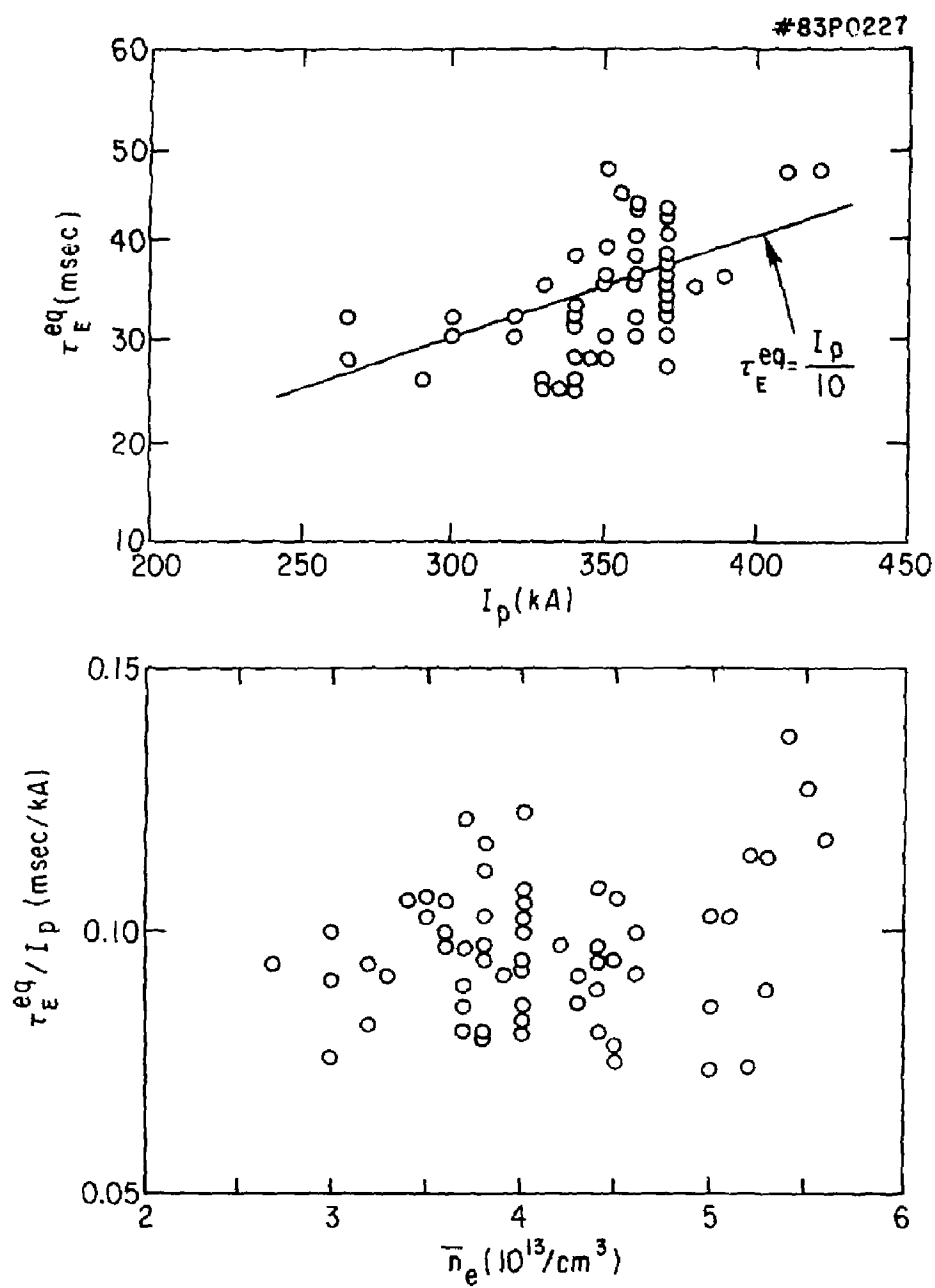 #83P0227
60
50
40
30
20
10
τ_E^eq (msec)
τ_E^eq = I_p / 10
200 250 300 350 400 450
I_p (kA)
0.15
0.10
0.05
τ_E^eq / I_p (msec/kA)
2 3 4 5 6
n̅_e (10^13/cm^3)